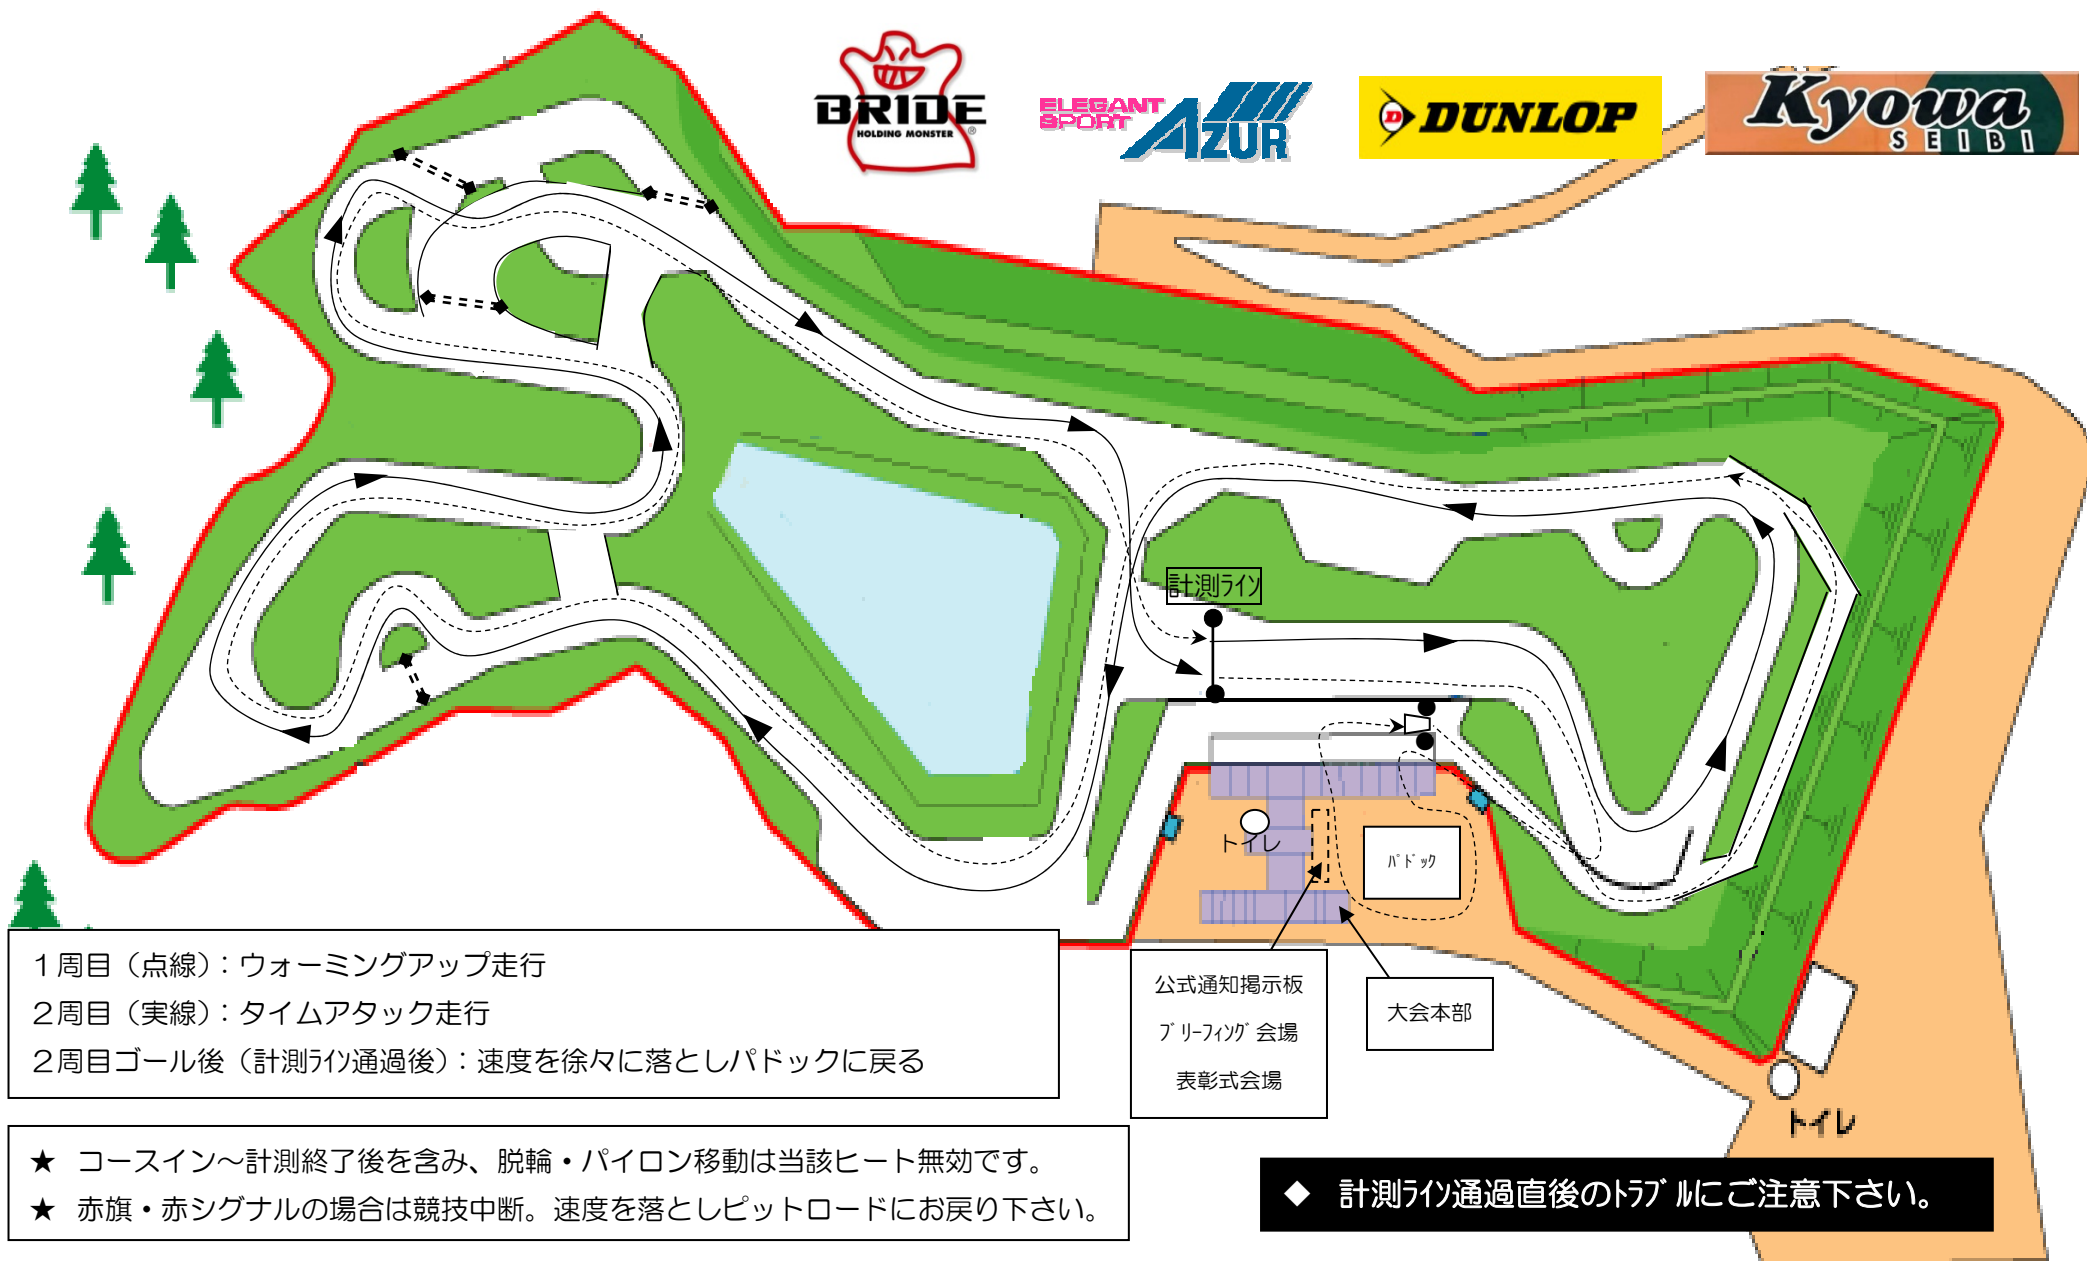 BRIDE
HOLDING MONSTER
®
ELEGANT
SPORT
AZUR
D DUNLOP
Kyowa
SEIBI
計測ﾗｲﾝ
トイレ
ﾊﾟﾄﾞｯｸ
公式通知掲示板
ﾌﾞﾘｰﾌｨﾝｸﾞ会場
表彰式会場
大会本部
トイレ
１周目（点線）：ウォーミングアップ走行
２周目（実線）：タイムアタック走行
２周目ゴール後（計測ﾗｲﾝ通過後）：速度を徐々に落としパドックに戻る
★ コースイン～計測終了後を含み、脱輪・パイロン移動は当該ヒート無効です。
★ 赤旗・赤シグナルの場合は競技中断。速度を落としピットロードにお戻り下さい。
◆ 計測ﾗｲﾝ通過直後のﾄﾗﾌﾞﾙにご注意下さい。